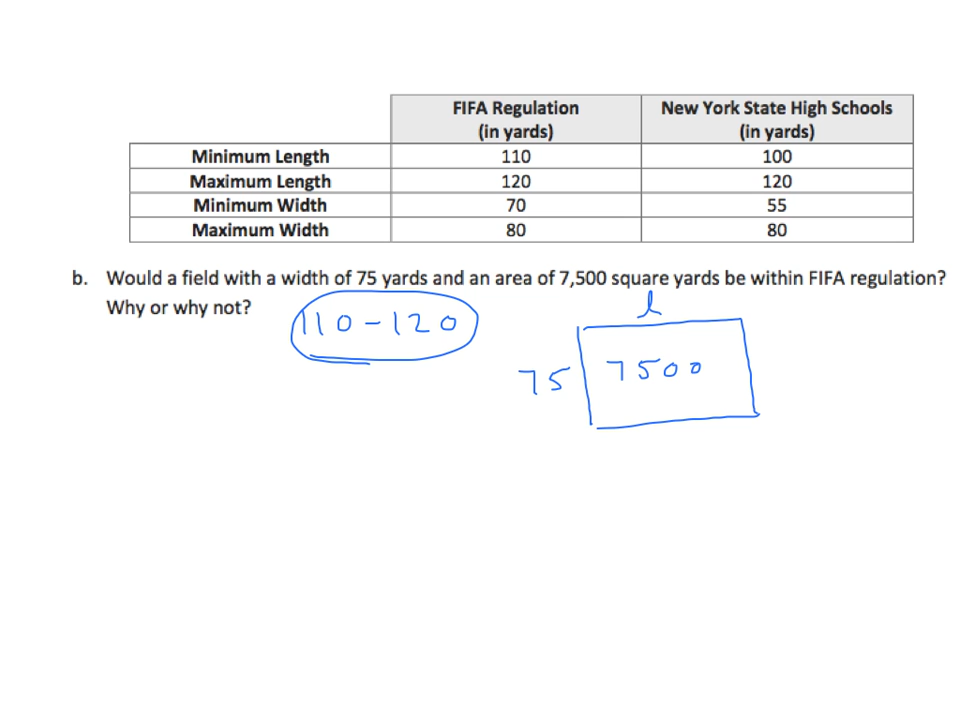 FIFA Regulation New York State High Schools
(in yards) (in yards)
Minimum Length 110 100
Maximum Length 120 120
Minimum Width 70 55
Maximum Width 80 80
b. Would a field with a width of 75 yards and an area of 7,500 square yards be within FIFA regulation?
Why or why not?
110 - 120
l
75 7500